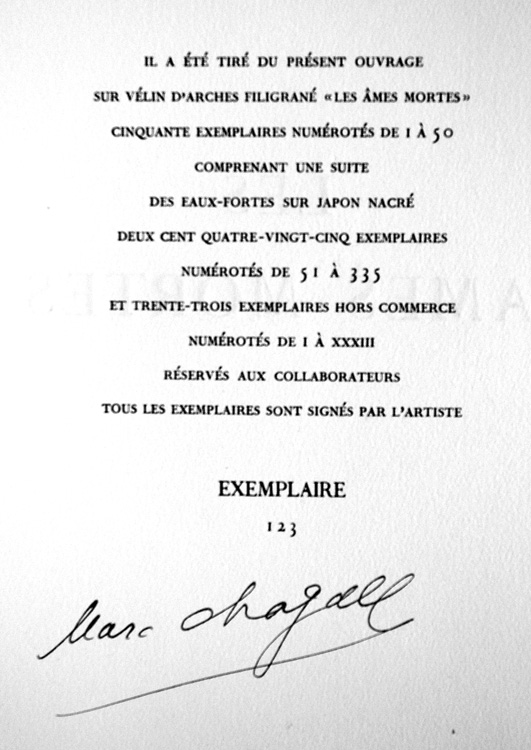 IL A ÉTÉ TIRÉ DU PRÉSENT OUVRAGE
SUR VÉLIN D'ARCHES FILIGRANÉ «LES ÂMES MORTES»
CINQUANTE EXEMPLAIRES NUMÉROTÉS DE 1 À 50
COMPRENANT UNE SUITE
DES EAUX-FORTES SUR JAPON NACRÉ
DEUX CENT QUATRE-VINGT-CINQ EXEMPLAIRES
NUMÉROTÉS DE 51 À 335
ET TRENTE-TROIS EXEMPLAIRES HORS COMMERCE
NUMÉROTÉS DE I À XXXIII
RÉSERVÉS AUX COLLABORATEURS
TOUS LES EXEMPLAIRES SONT SIGNÉS PAR L'ARTISTE
EXEMPLAIRE
123
Marc Chagall